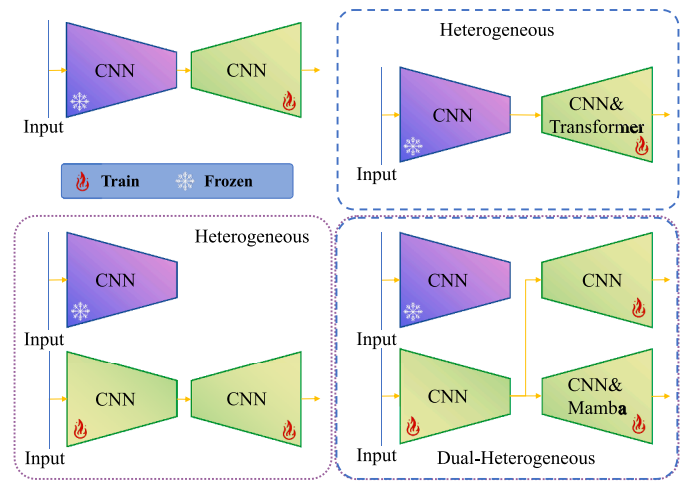 CNN
CNN
Input
Heterogeneous
CNN
CNN&
Transformer
Input
Train
Frozen
Heterogeneous
CNN
Input
CNN
CNN
Input
CNN
CNN
Input
CNN
CNN&
Mamba
Input
Dual-Heterogeneous